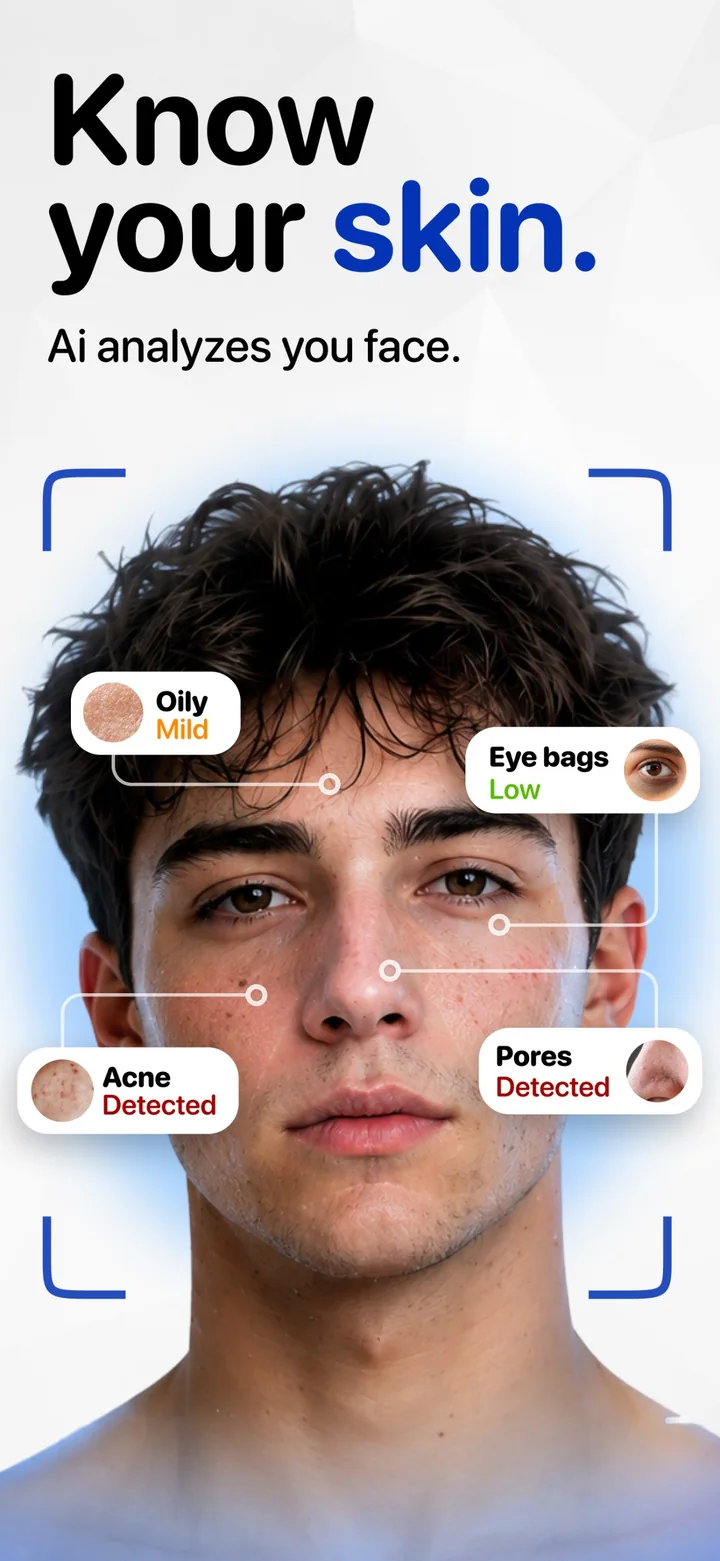 Know
your skin.
Ai analyzes you face.
Oily
Mild
Eye bags
Low
Acne
Detected
Pores
Detected